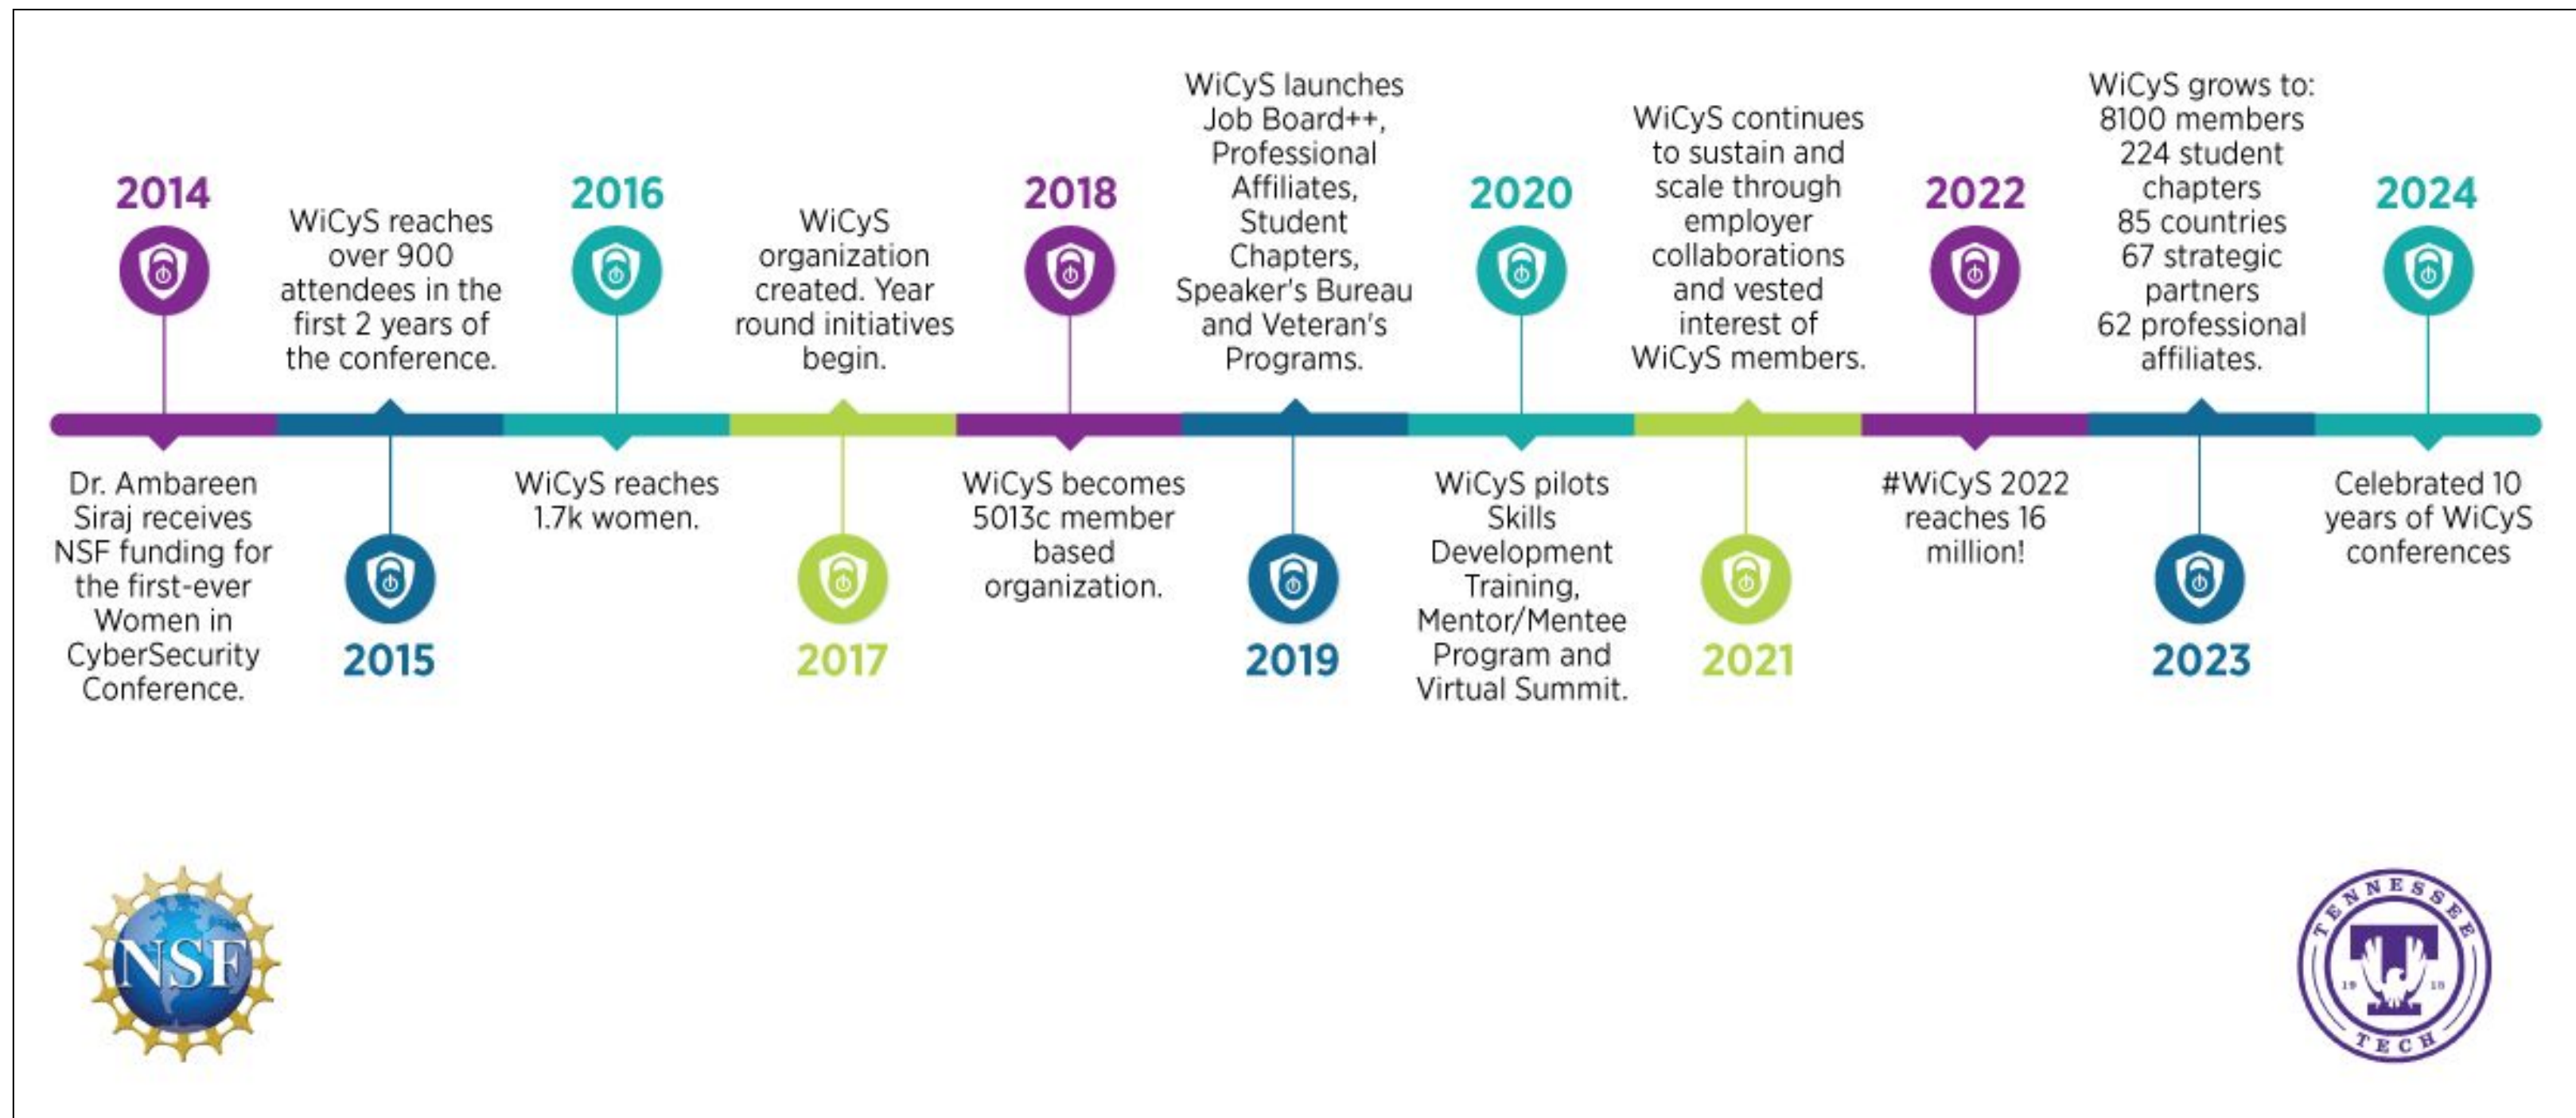 2014
Dr. Ambareen
Siraj receives
NSF funding for
the first-ever
Women in
CyberSecurity
Conference.
WiCyS reaches
over 900
attendees in the
first 2 years of
the conference.
2015
2016
WiCyS reaches
1.7k women.
WiCyS
organization
created. Year
round initiatives
begin.
2017
2018
WiCyS becomes
5013c member
based
organization.
WiCyS launches
Job Board++,
Professional
Affiliates,
Student
Chapters,
Speaker's Bureau
and Veteran's
Programs.
2019
2020
WiCyS pilots
Skills
Development
Training,
Mentor/Mentee
Program and
Virtual Summit.
WiCyS continues
to sustain and
scale through
employer
collaborations
and vested
interest of
WiCyS members.
2021
2022
#WiCyS 2022
reaches 16
million!
WiCyS grows to:
8100 members
224 student
chapters
85 countries
67 strategic
partners
62 professional
affiliates.
2023
2024
Celebrated 10
years of WiCyS
conferences
NSF
TENNESSEE
T
19 15
TECH